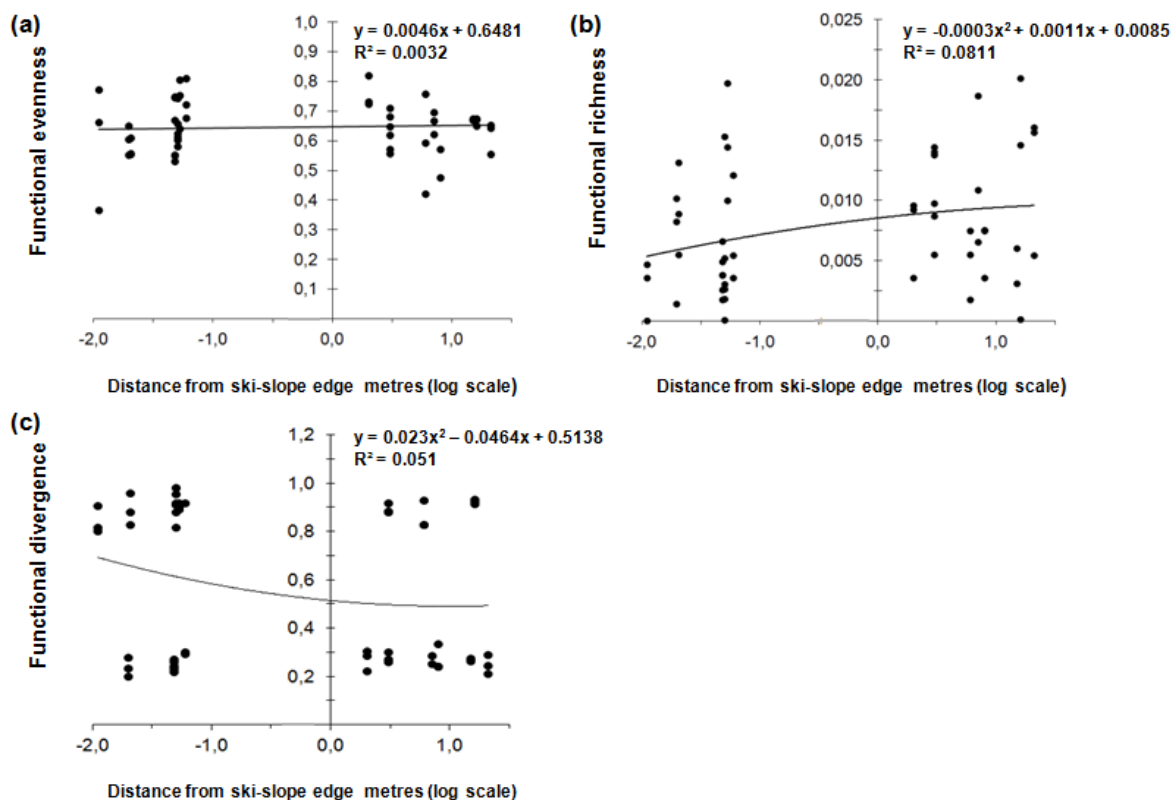 (a)
y = 0.0046x + 0.6481
R² = 0.0032
Functional evenness
1,0
0,9
0,8
0,7
0,6
0,5
0,4
0,3
0,2
0,1
-2,0 -1,0 0,0 1,0
Distance from ski-slope edge metres (log scale)
(b)
y = -0.0003x² + 0.0011x + 0.0085
R² = 0.0811
Functional richness
0,025
0,020
0,015
0,010
0,005
-2,0 -1,0 0,0 1,0
Distance from ski-slope edge metres (log scale)
(c)
y = 0.023x² – 0.0464x + 0.5138
R² = 0.051
Functional divergence
1,2
1,0
0,8
0,6
0,4
0,2
-2,0 -1,0 0,0 1,0
Distance from ski-slope edge metres (log scale)